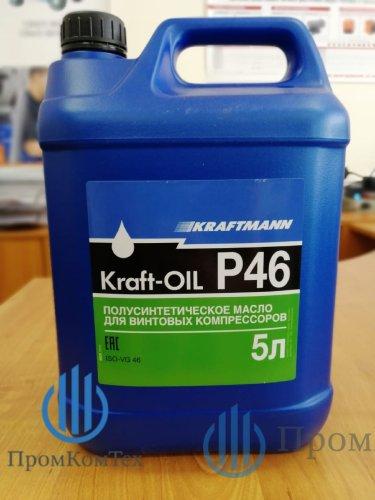 KRAFTMANN
Kraft-OIL P46
ПОЛУСИНТЕТИЧЕСКОЕ МАСЛО
ДЛЯ ВИНТОВЫХ КОМПРЕССОРОВ
5л
EAC
ISO-VG 46
ПромКомТех
Пром